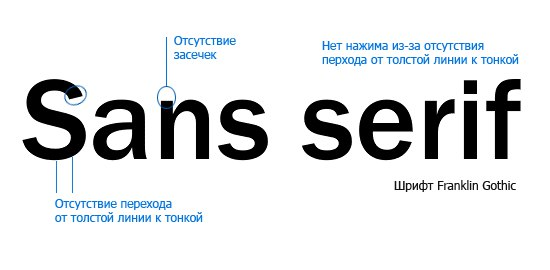 Отсутствие
засечек
Нет нажима из-за отсутствия
перхода от толстой линии к тонкой
Sans serif
Шрифт Franklin Gothic
Отсутствие перехода
от толстой линии к тонкой